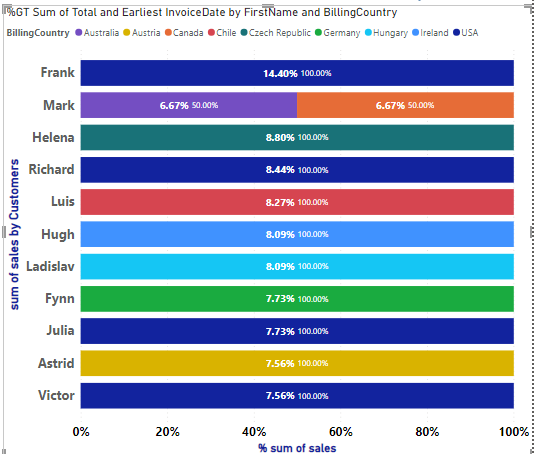 %GT Sum of Total and Earliest InvoiceDate by FirstName and BillingCountry
BillingCountry Australia Austria Canada Chile Czech Republic Germany Hungary Ireland USA
sum of sales by Customers
Frank 14.40% 100.00%
Mark 6.67% 50.00% 6.67% 50.00%
Helena 8.80% 100.00%
Richard 8.44% 100.00%
Luis 8.27% 100.00%
Hugh 8.09% 100.00%
Ladislav 8.09% 100.00%
Fynn 7.73% 100.00%
Julia 7.73% 100.00%
Astrid 7.56% 100.00%
Victor 7.56% 100.00%
0% 20% 40% 60% 80% 100%
% sum of sales